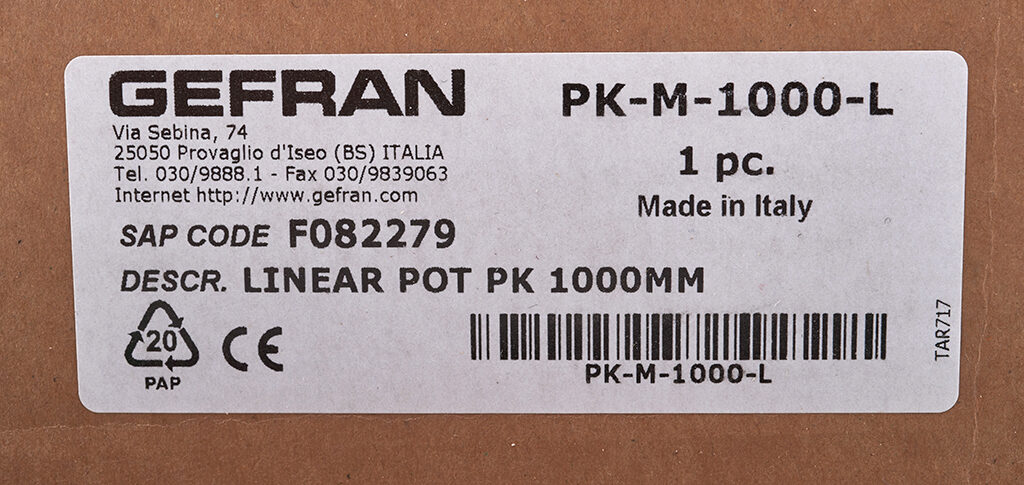 GEFRAN
Via Sebina, 74
25050 Provaglio d'Iseo (BS) ITALIA
Tel. 030/9888.1 - Fax 030/9839063
Internet http://www.gefran.com
PK-M-1000-L
1 pc.
Made in Italy
SAP CODE F082279
DESCR. LINEAR POT PK 1000MM
20
PAP
CE
PK-M-1000-L
TAR717